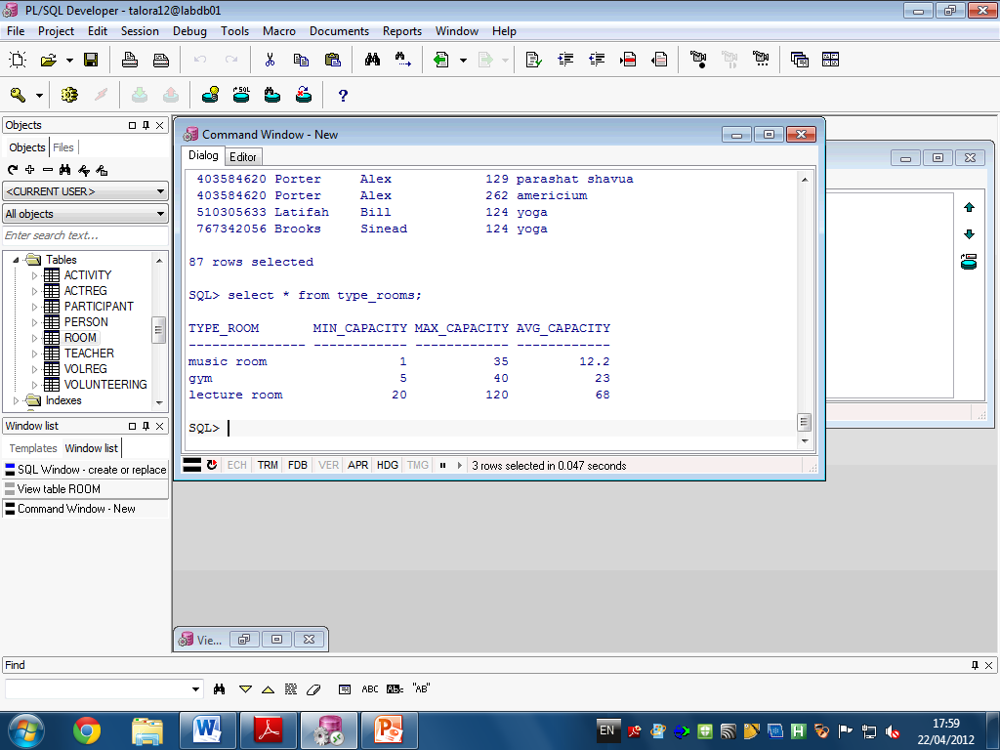 PL/SQL Developer - talora12@labdb01
File Project Edit Session Debug Tools Macro Documents Reports Window Help
SQL
?
Objects
Objects Files
<CURRENT USER>
All objects
Enter search text...
Tables
ACTIVITY
ACTREG
PARTICIPANT
PERSON
ROOM
TEACHER
VOLREG
VOLUNTEERING
Indexes
Window list
Templates Window list
SQL Window - create or replace
View table ROOM
Command Window - New
Command Window - New
Dialog Editor
403584620 Porter Alex 129 parashat shavua
403584620 Porter Alex 262 americium
510305633 Latifah Bill 124 yoga
767342056 Brooks Sinead 124 yoga
87 rows selected
SQL> select * from type_rooms;
TYPE_ROOM MIN_CAPACITY MAX_CAPACITY AVG_CAPACITY
--------------- ------------ ------------ ------------
music room 1 35 12.2
gym 5 40 23
lecture room 20 120 68
SQL>
ECH TRM FDB VER APR HDG TMG 3 rows selected in 0.047 seconds
Vie...
Find
ABC "AB"
EN
17:59
22/04/2012